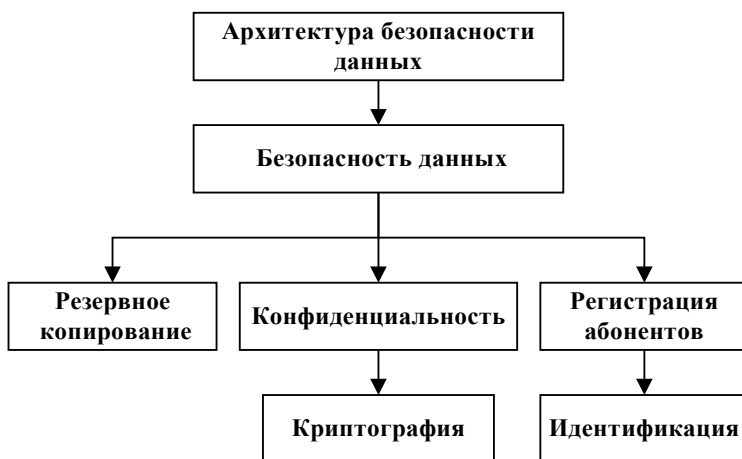 Архитектура безопасности
данных
Безопасность данных
Резервное
копирование
Конфиденциальность
Регистрация
абонентов
Криптография
Идентификация